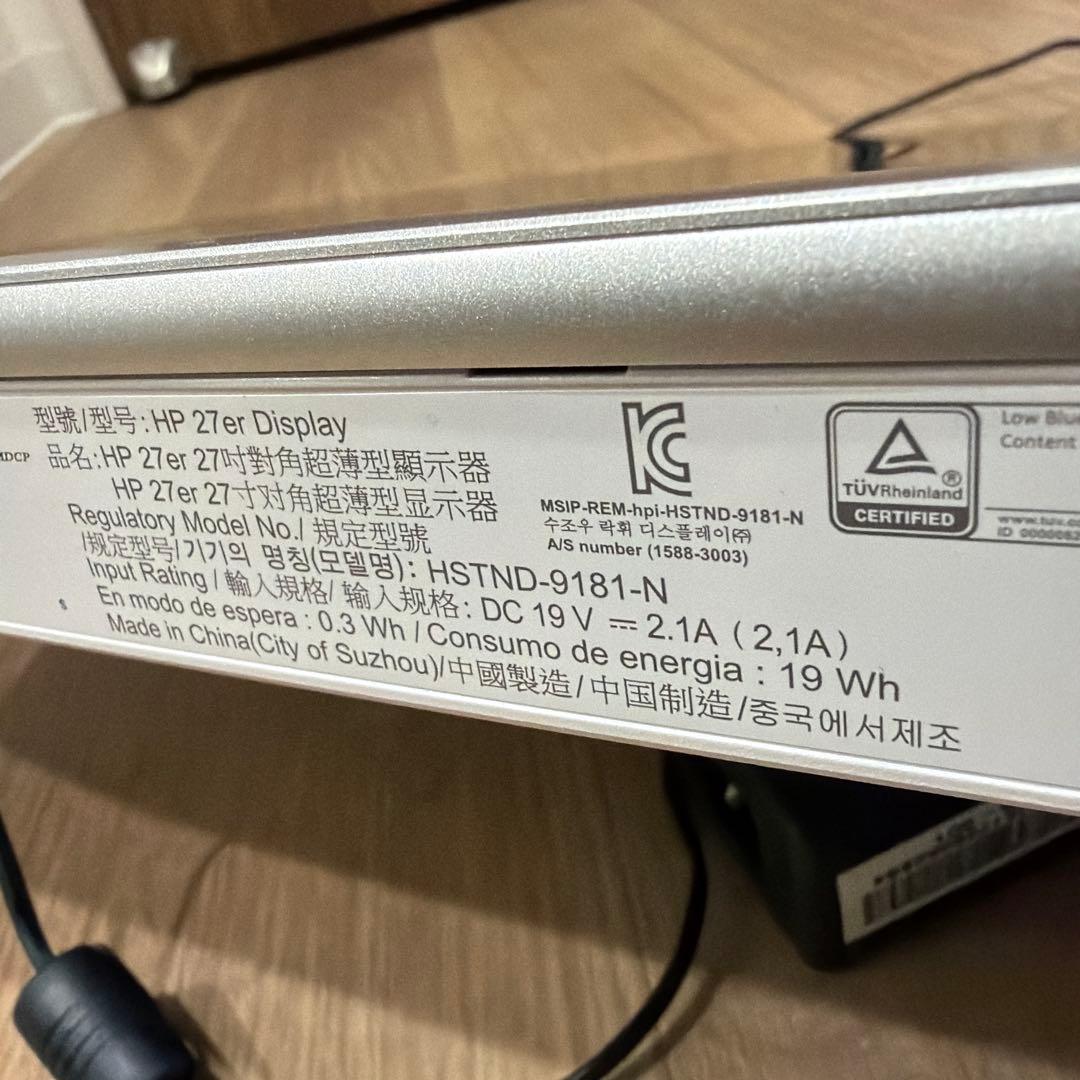 型號/型号: HP 27er Display
品名: HP 27er 27吋對角超薄型顯示器
HP 27er 27寸对角超薄型显示器
Regulatory Model No./ 規定型號
/规定型号/기기의 명칭(모델명): HSTND-9181-N
Input Rating / 輸入規格/ 输入规格: DC 19 V ⎓ 2.1A ( 2,1A )
En modo de espera : 0.3 Wh / Consumo de energia : 19 Wh
Made in China(City of Suzhou)/中國製造/中国制造/중국에서제조
MDCP
MSIP-REM-hpi-HSTND-9181-N
수조우 락휘 디스플레이㈜
A/S number (1588-3003)
TÜVRheinland®
CERTIFIED
Low Blue
Content
www.tuv.c